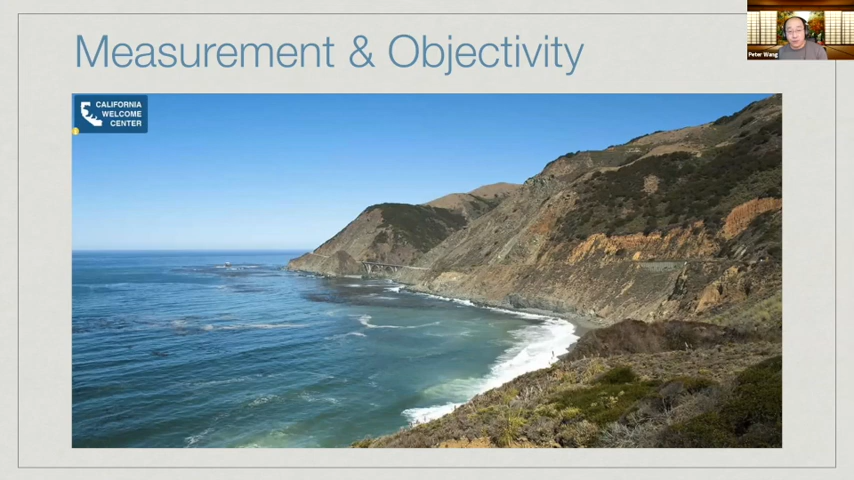 Measurement & Objectivity
Peter Wang
CALIFORNIA
WELCOME
CENTER